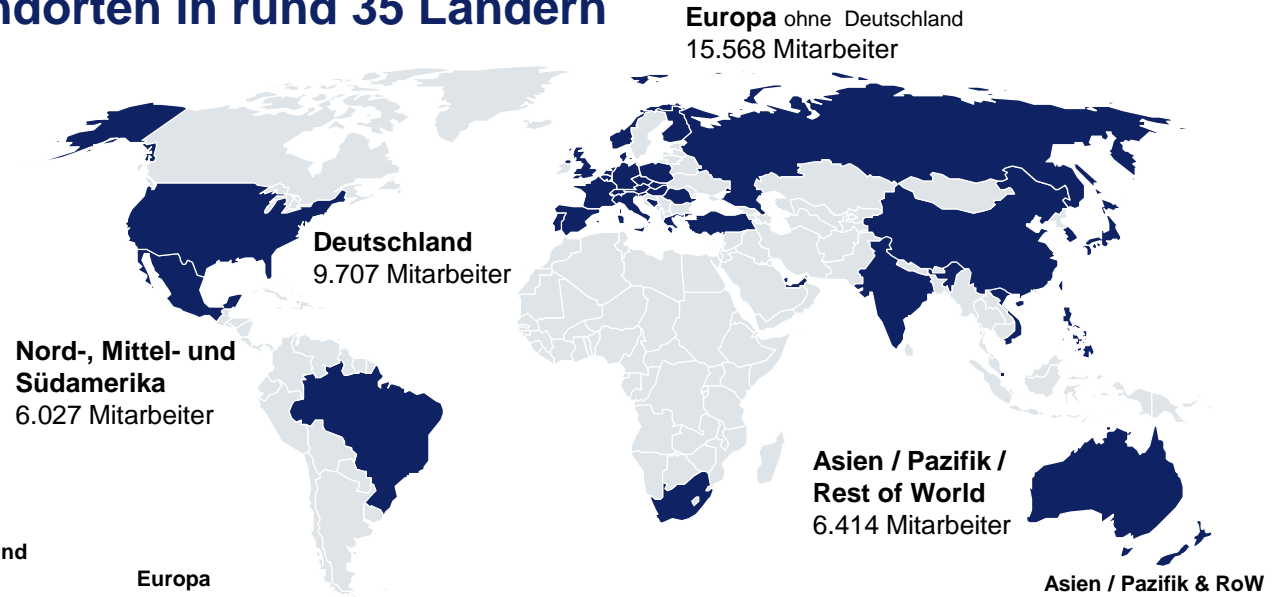 ndorten in rund 35 Ländern
Europa ohne Deutschland
15.568 Mitarbeiter
Deutschland
9.707 Mitarbeiter
Nord-, Mittel- und
Südamerika
6.027 Mitarbeiter
Asien / Pazifik /
Rest of World
6.414 Mitarbeiter
nd
Europa
Asien / Pazifik & RoW